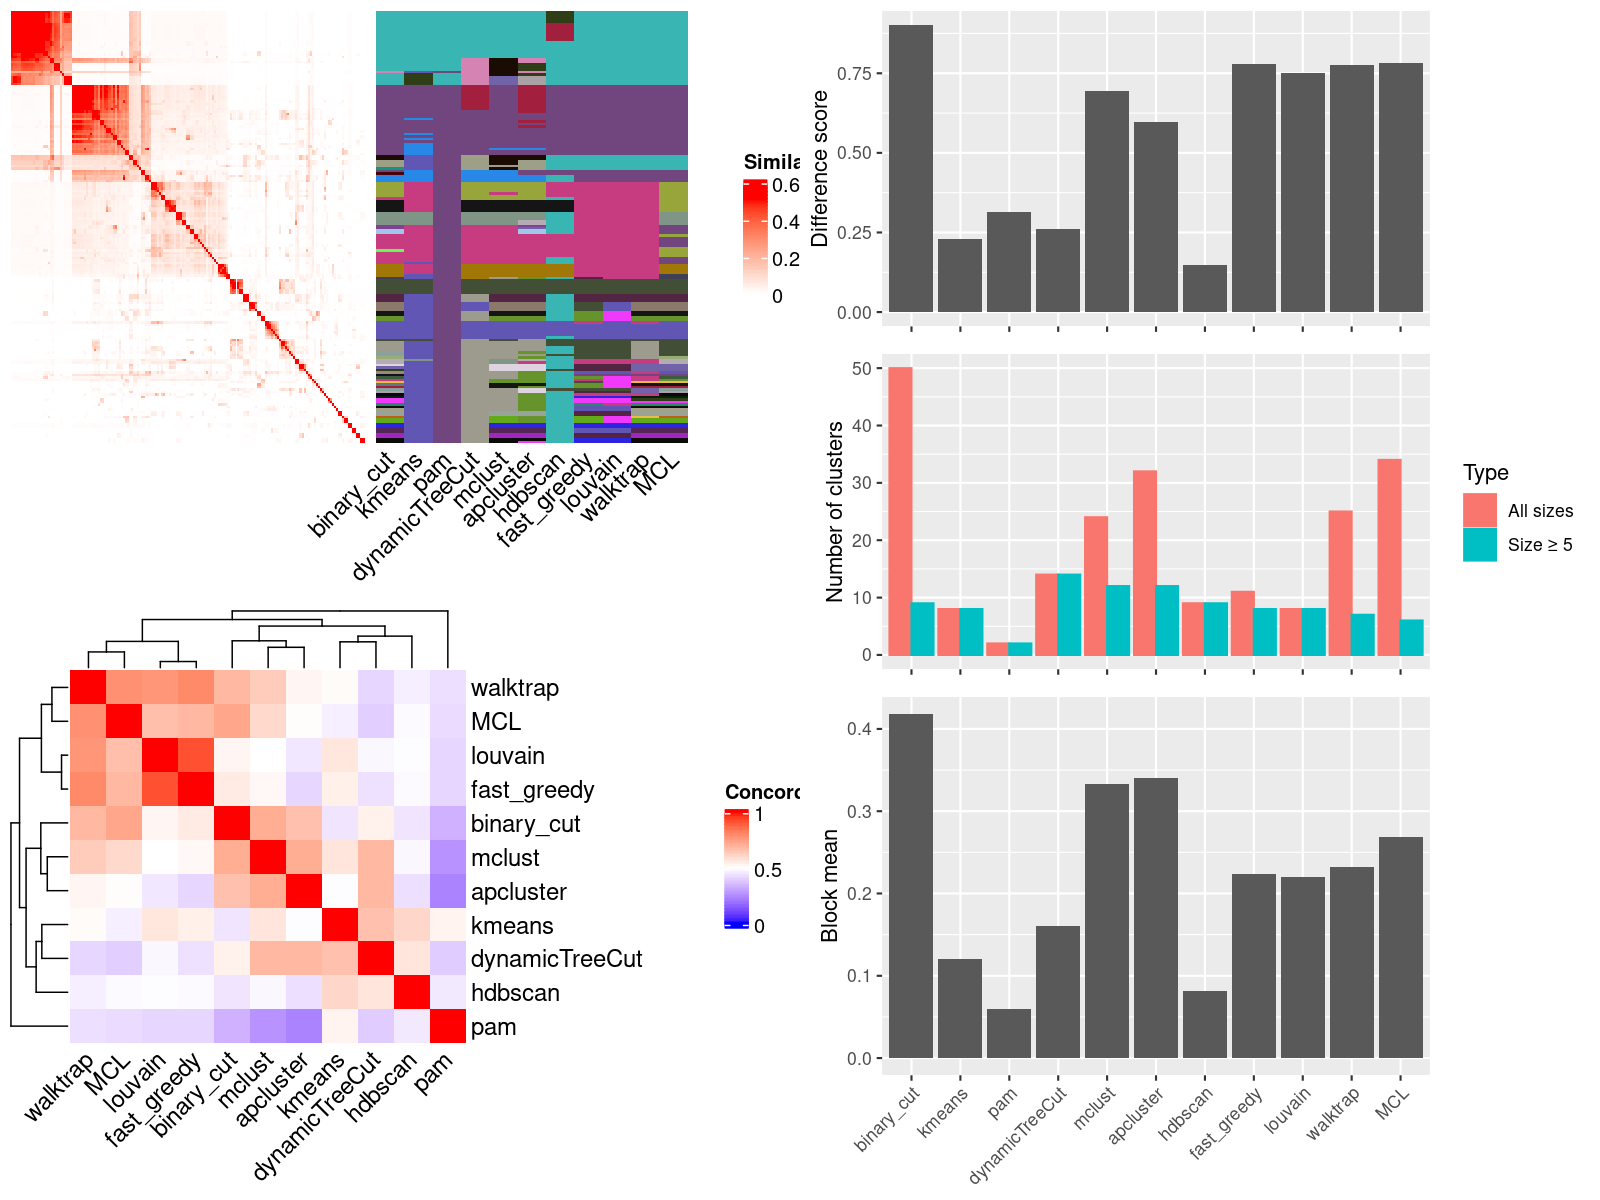 Simila
0.6
0.4
0.2
0
binary_cut
kmeans
pam
dynamicTreeCut
mclust
apcluster
hdbscan
fast_greedy
louvain
walktrap
MCL
walktrap
MCL
louvain
fast_greedy
binary_cut
mclust
apcluster
kmeans
dynamicTreeCut
hdbscan
pam
Concord
1
0.5
0
walktrap
MCL
louvain
fast_greedy
binary_cut
mclust
apcluster
kmeans
dynamicTreeCut
hdbscan
pam
Difference score
0.75
0.50
0.25
0.00
Number of clusters
50
40
30
20
10
0
Type
All sizes
Size ≥ 5
Block mean
0.4
0.3
0.2
0.1
0.0
binary_cut
kmeans
pam
dynamicTreeCut
mclust
apcluster
hdbscan
fast_greedy
louvain
walktrap
MCL